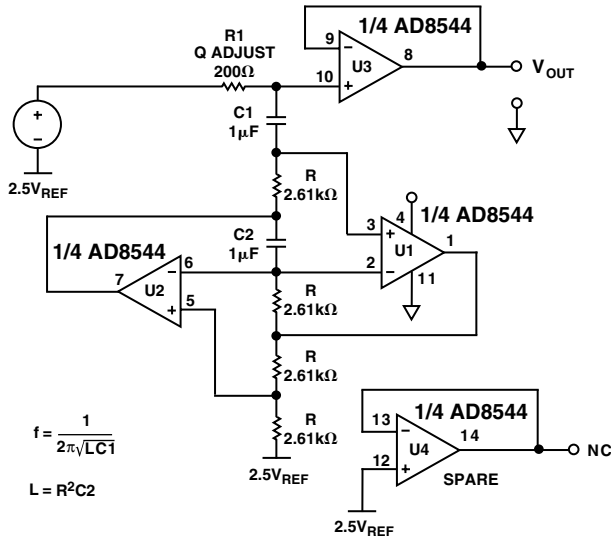 R1
Q ADJUST
200Ω
1/4 AD8544
9
8
U3
10
V_OUT
C1
1μF
2.5V_REF
R
2.61kΩ
1/4 AD8544
3
4
U1
1
2
11
C2
1μF
1/4 AD8544
7
6
U2
5
R
2.61kΩ
R
2.61kΩ
R
2.61kΩ
2.5V_REF
f = 1 / 2π√LC1
L = R²C2
1/4 AD8544
13
14
U4
12
NC
SPARE
2.5V_REF